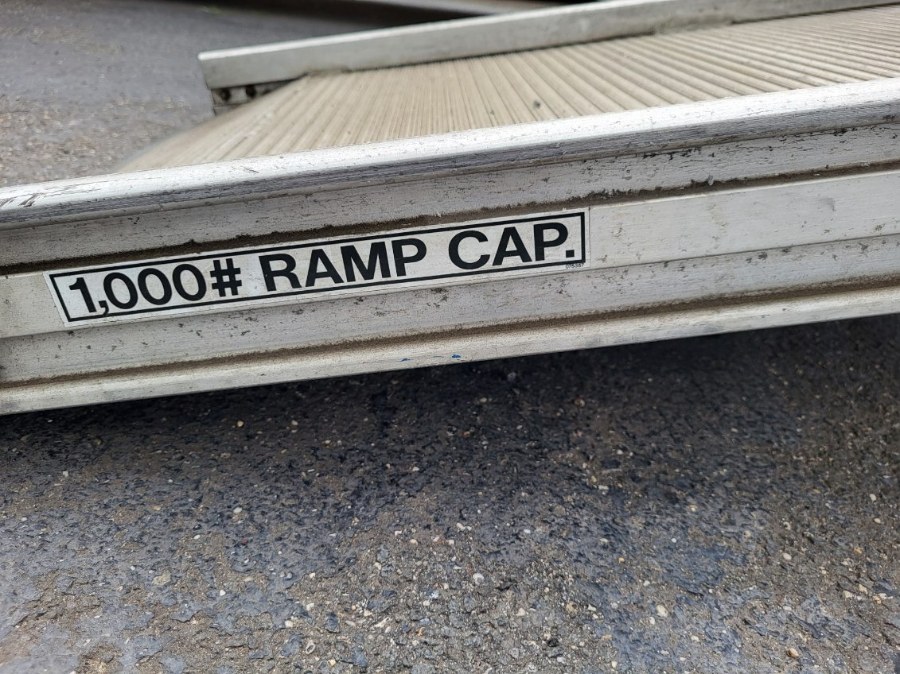 1,000# RAMP CAP.